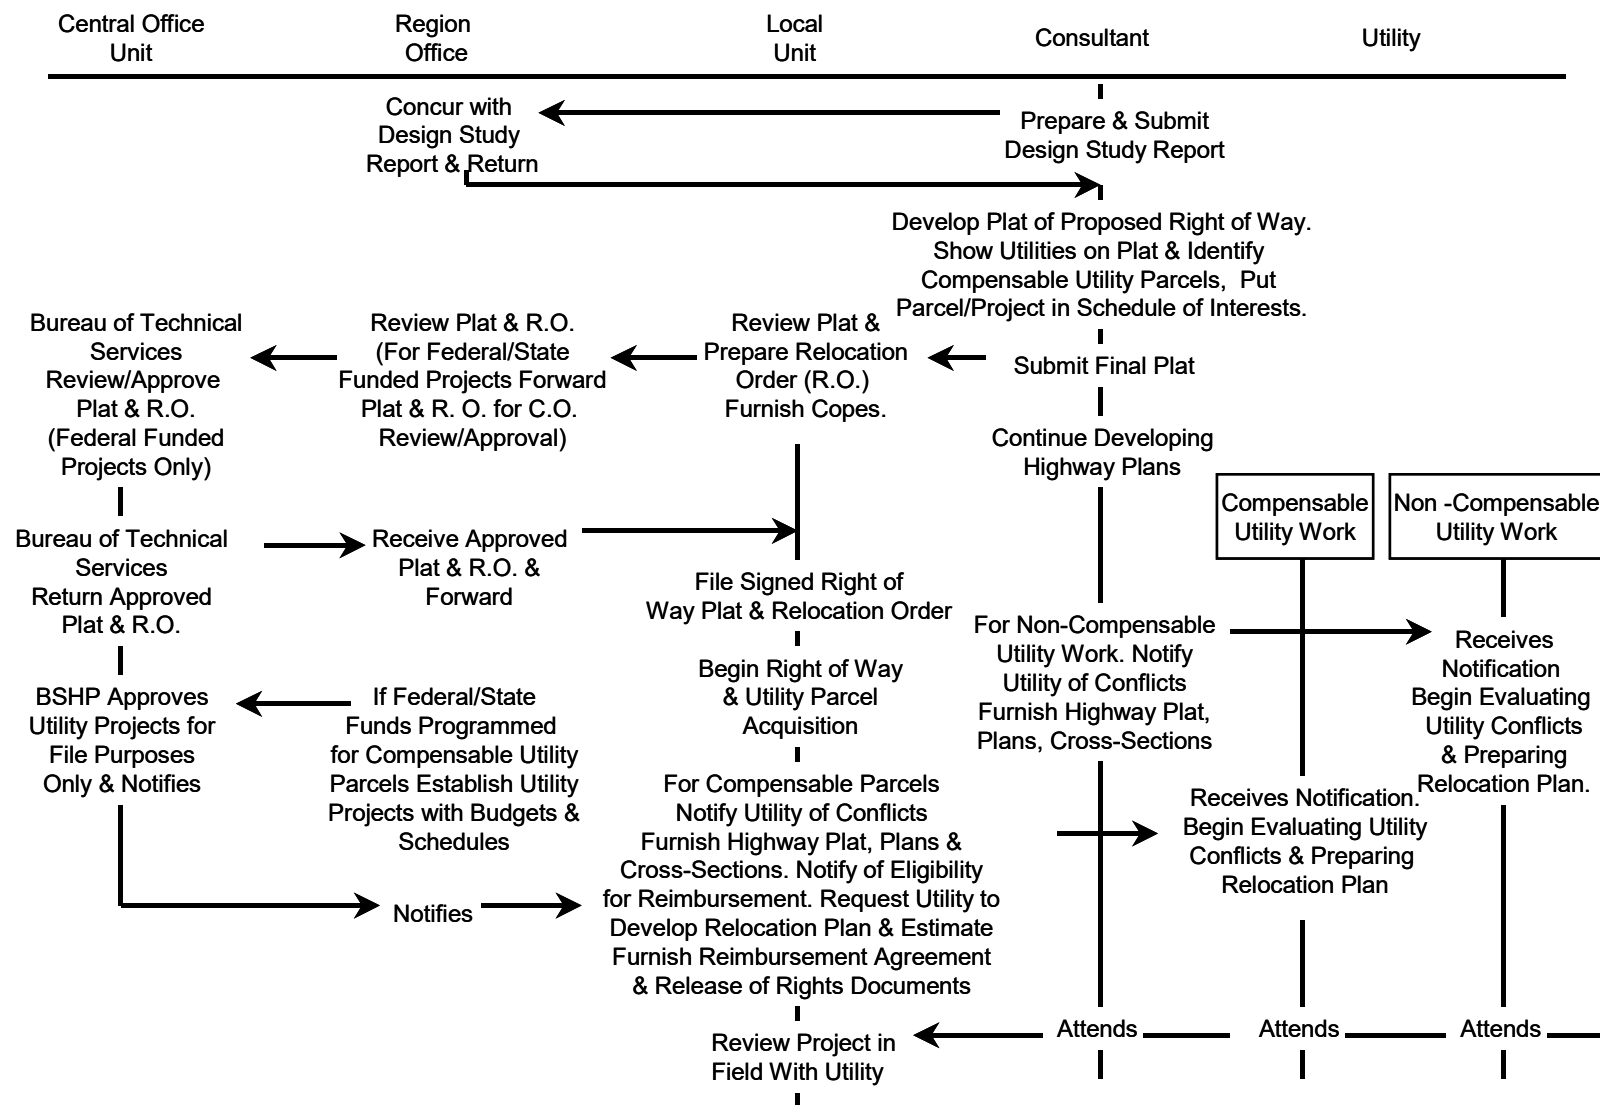 Central Office
Unit
Region
Office
Local
Unit
Consultant
Utility
Concur with
Design Study
Report & Return
Prepare & Submit
Design Study Report
Develop Plat of Proposed Right of Way.
Show Utilities on Plat & Identify
Compensable Utility Parcels,  Put
Parcel/Project in Schedule of Interests.
Bureau of Technical
Services
Review/Approve
Plat & R.O.
(Federal Funded
Projects Only)
Review Plat & R.O.
(For Federal/State
Funded Projects Forward
Plat & R. O. for C.O.
Review/Approval)
Review Plat &
Prepare Relocation
Order (R.O.)
Furnish Copes.
Submit Final Plat
Continue Developing
Highway Plans
Compensable
Utility Work
Non -Compensable
Utility Work
Bureau of Technical
Services
Return Approved
Plat & R.O.
Receive Approved
Plat & R.O. &
Forward
File Signed Right of
Way Plat & Relocation Order
For Non-Compensable
Utility Work. Notify
Utility of Conflicts
Furnish Highway Plat,
Plans, Cross-Sections
Receives
Notification
Begin Evaluating
Utility Conflicts
& Preparing
Relocation Plan.
Begin Right of Way
& Utility Parcel
Acquisition
BSHP Approves
Utility Projects for
File Purposes
Only & Notifies
If Federal/State
Funds Programmed
for Compensable Utility
Parcels Establish Utility
Projects with Budgets &
Schedules
For Compensable Parcels
Notify Utility of Conflicts
Furnish Highway Plat, Plans &
Cross-Sections. Notify of Eligibility
for Reimbursement. Request Utility to
Develop Relocation Plan & Estimate
Furnish Reimbursement Agreement
& Release of Rights Documents
Receives Notification.
Begin Evaluating Utility
Conflicts & Preparing
Relocation Plan
Notifies
Review Project in
Field With Utility
Attends
Attends
Attends